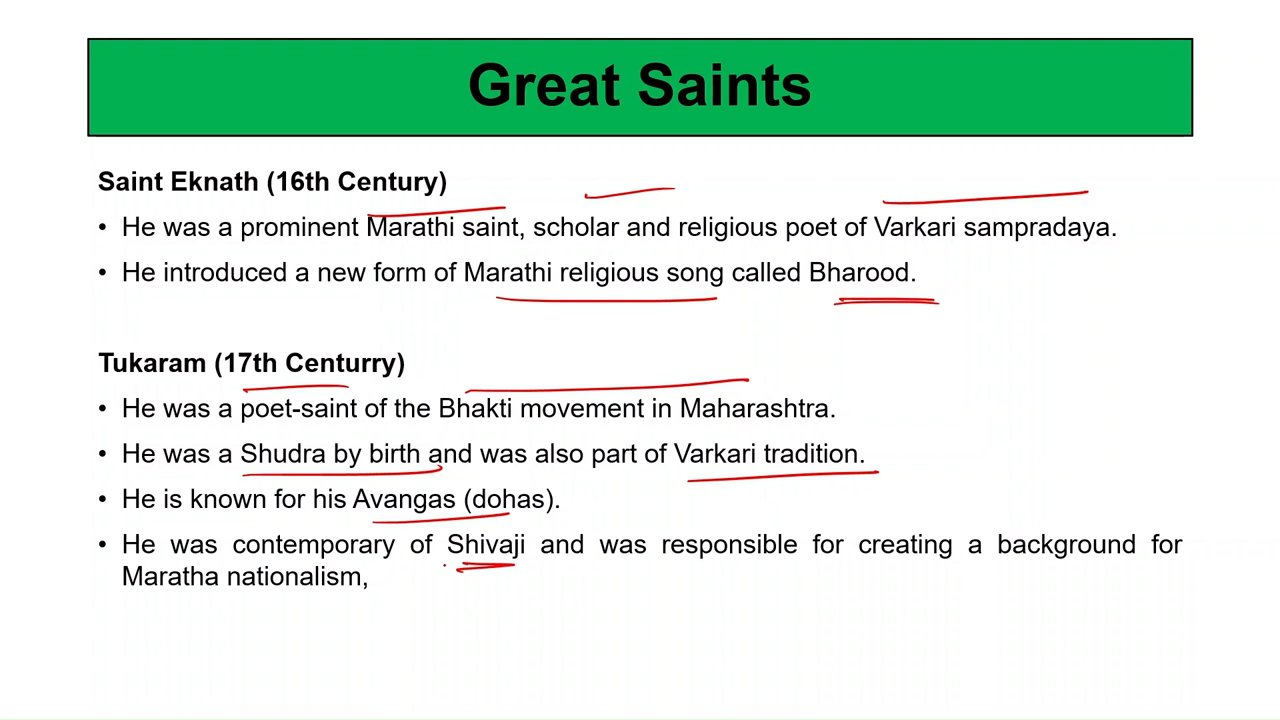 Great Saints
Saint Eknath (16th Century)
• He was a prominent Marathi saint, scholar and religious poet of Varkari sampradaya.
• He introduced a new form of Marathi religious song called Bharood.
Tukaram (17th Centurry)
• He was a poet-saint of the Bhakti movement in Maharashtra.
• He was a Shudra by birth and was also part of Varkari tradition.
• He is known for his Avangas (dohas).
• He was contemporary of Shivaji and was responsible for creating a background for
Maratha nationalism,